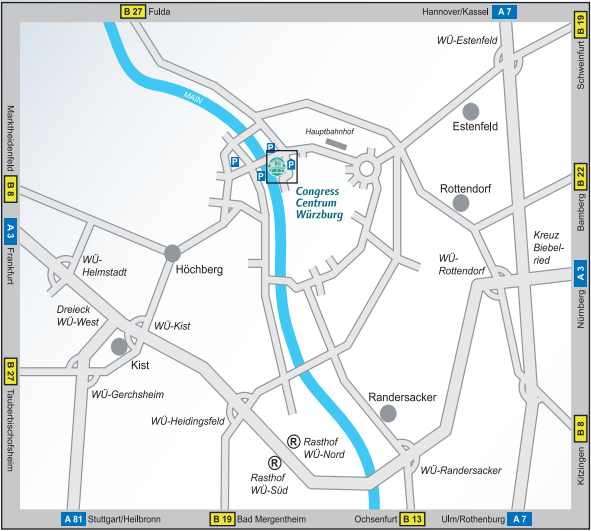 B 27 Fulda
Hannover/Kassel A 7
B 19
Schweinfurt
WÜ-Estenfeld
MAIN
Marktheidenfeld
B 8
A 3
Frankfurt
Estenfeld
Hauptbahnhof
P
P
P
P
Congress
Centrum
Würzburg
Rottendorf
B 22
Bamberg
Kreuz
Biebel-
ried
WÜ-
Rottendorf
A 3
Nürnberg
WÜ-
Helmstadt
Höchberg
Dreieck
WÜ-West
WÜ-Kist
Kist
B 27
Tauberbischofsheim
WÜ-Gerchsheim
WÜ-Heidingsfeld
Randersacker
B 8
Kitzingen
R Rasthof
WÜ-Nord
R
Rasthof
WÜ-Süd
WÜ-Randersacker
A 81 Stuttgart/Heilbronn
B 19 Bad Mergentheim
Ochsenfurt B 13
Ulm/Rothenburg A 7